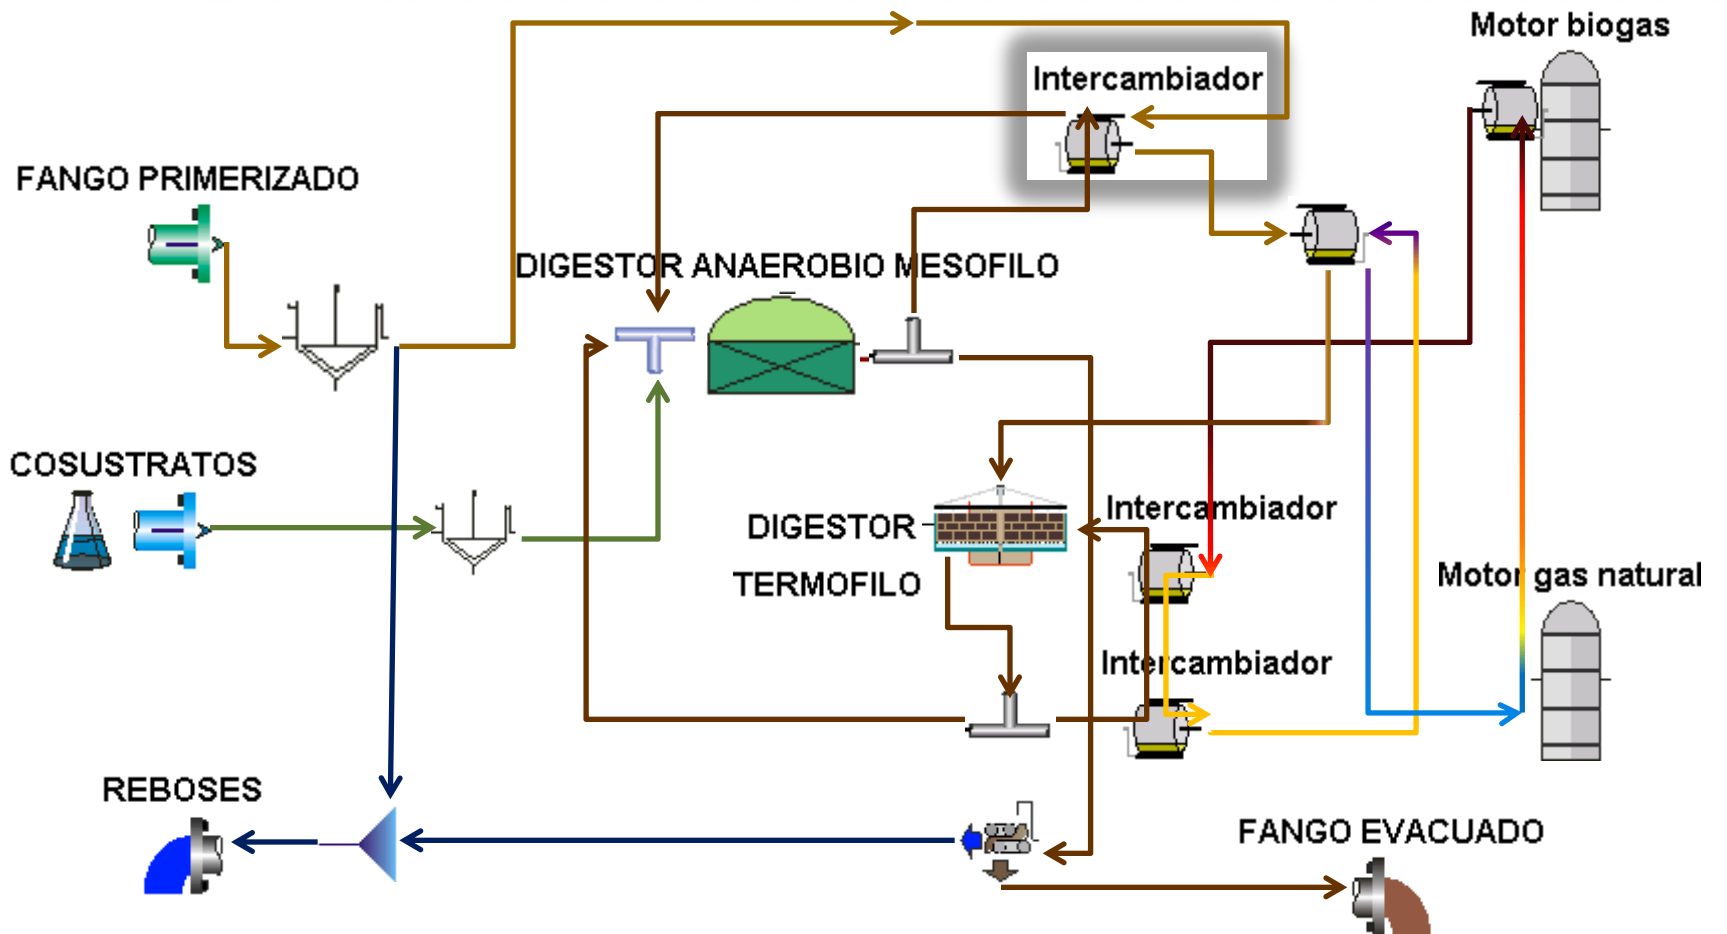 Motor biogas
Intercambiador
FANGO PRIMERIZADO
DIGESTOR ANAEROBIO MESOFILO
COSUSTRATOS
Intercambiador
DIGESTOR
TERMOFILO
Motor gas natural
Intercambiador
REBOSES
FANGO EVACUADO